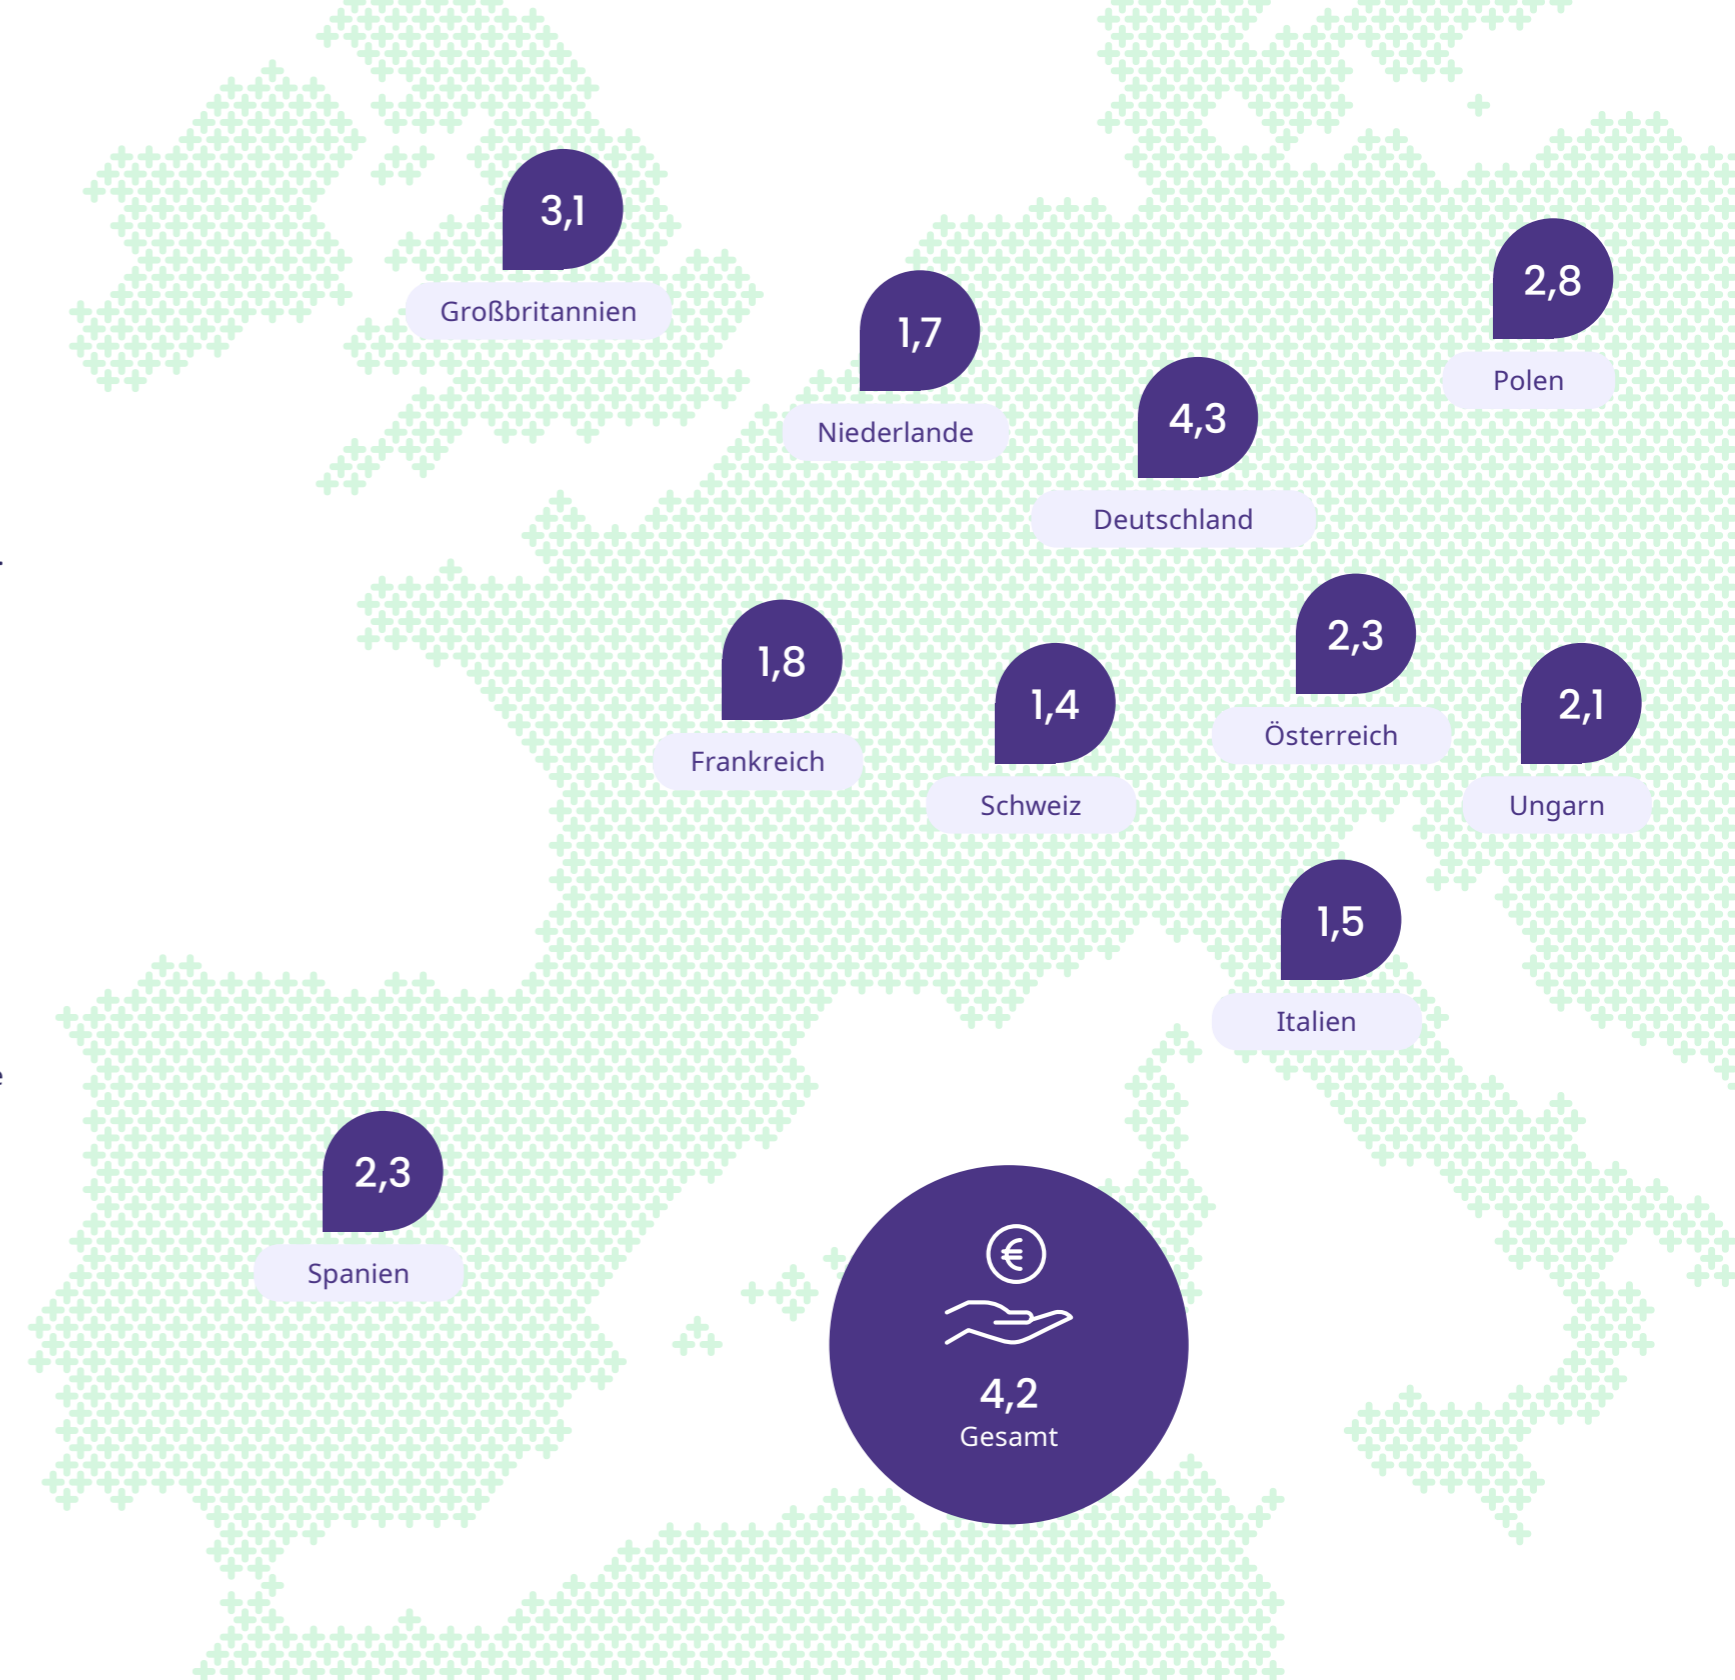 3,1
Großbritannien
2,8
Polen
1,7
Niederlande
4,3
Deutschland
.
2,3
Österreich
1,8
Frankreich
1,4
Schweiz
2,1
Ungarn
1,5
Italien
e
2,3
Spanien
€
4,2
Gesamt